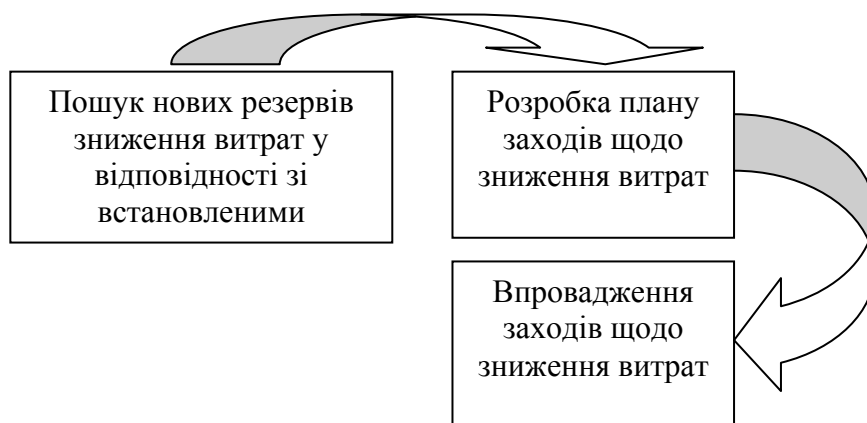 Пошук нових резервів
зниження витрат у
відповідності зі
встановленими
Розробка плану
заходів щодо
зниження витрат
Впровадження
заходів щодо
зниження витрат